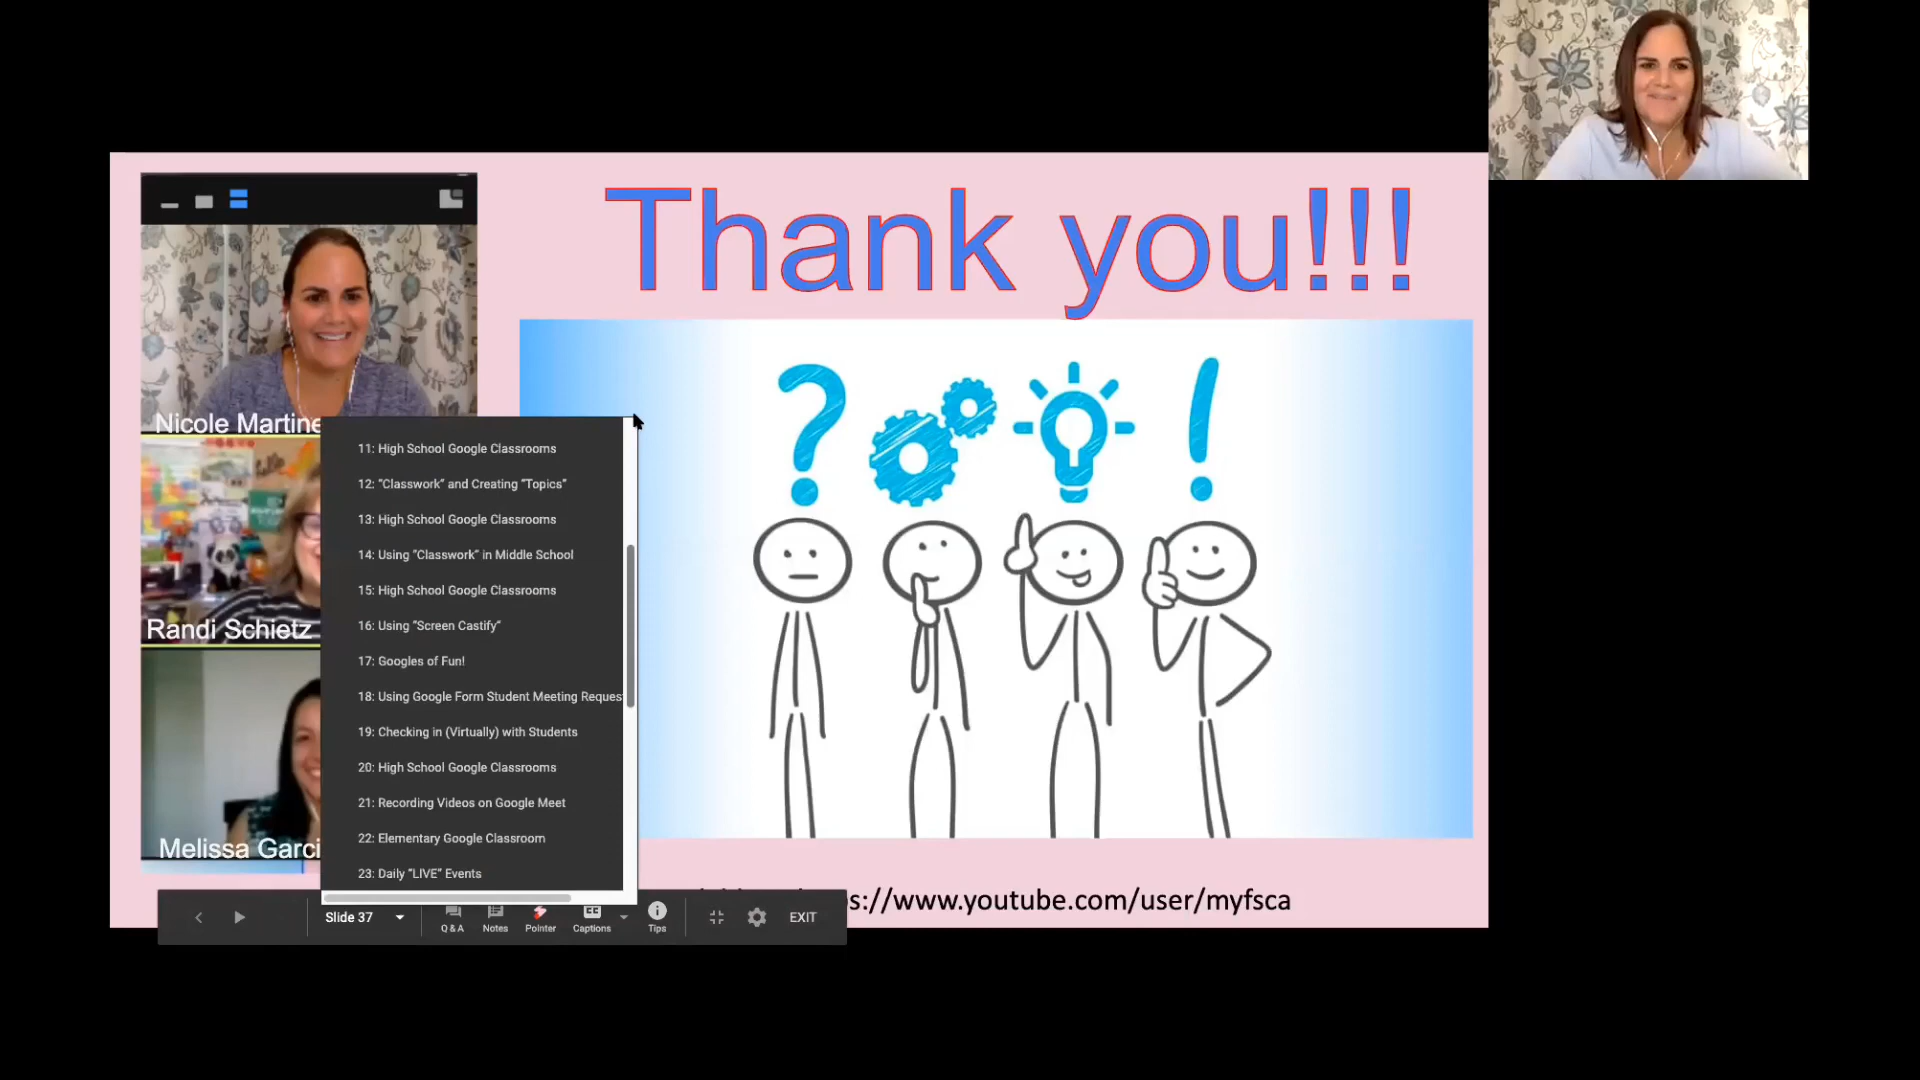 Thank you!!!
Nicole Martine
Randi Schietz
Melissa Garci
11: High School Google Classrooms
12: “Classwork” and Creating “Topics”
13: High School Google Classrooms
14: Using “Classwork” in Middle School
15: High School Google Classrooms
16: Using “Screen Castify”
17: Googles of Fun!
18: Using Google Form Student Meeting Reques
19: Checking in (Virtually) with Students
20: High School Google Classrooms
21: Recording Videos on Google Meet
22: Elementary Google Classroom
23: Daily “LIVE” Events
s://www.youtube.com/user/myfsca
Slide 37
Q & A
Notes
Pointer
CC
Captions
Tips
EXIT